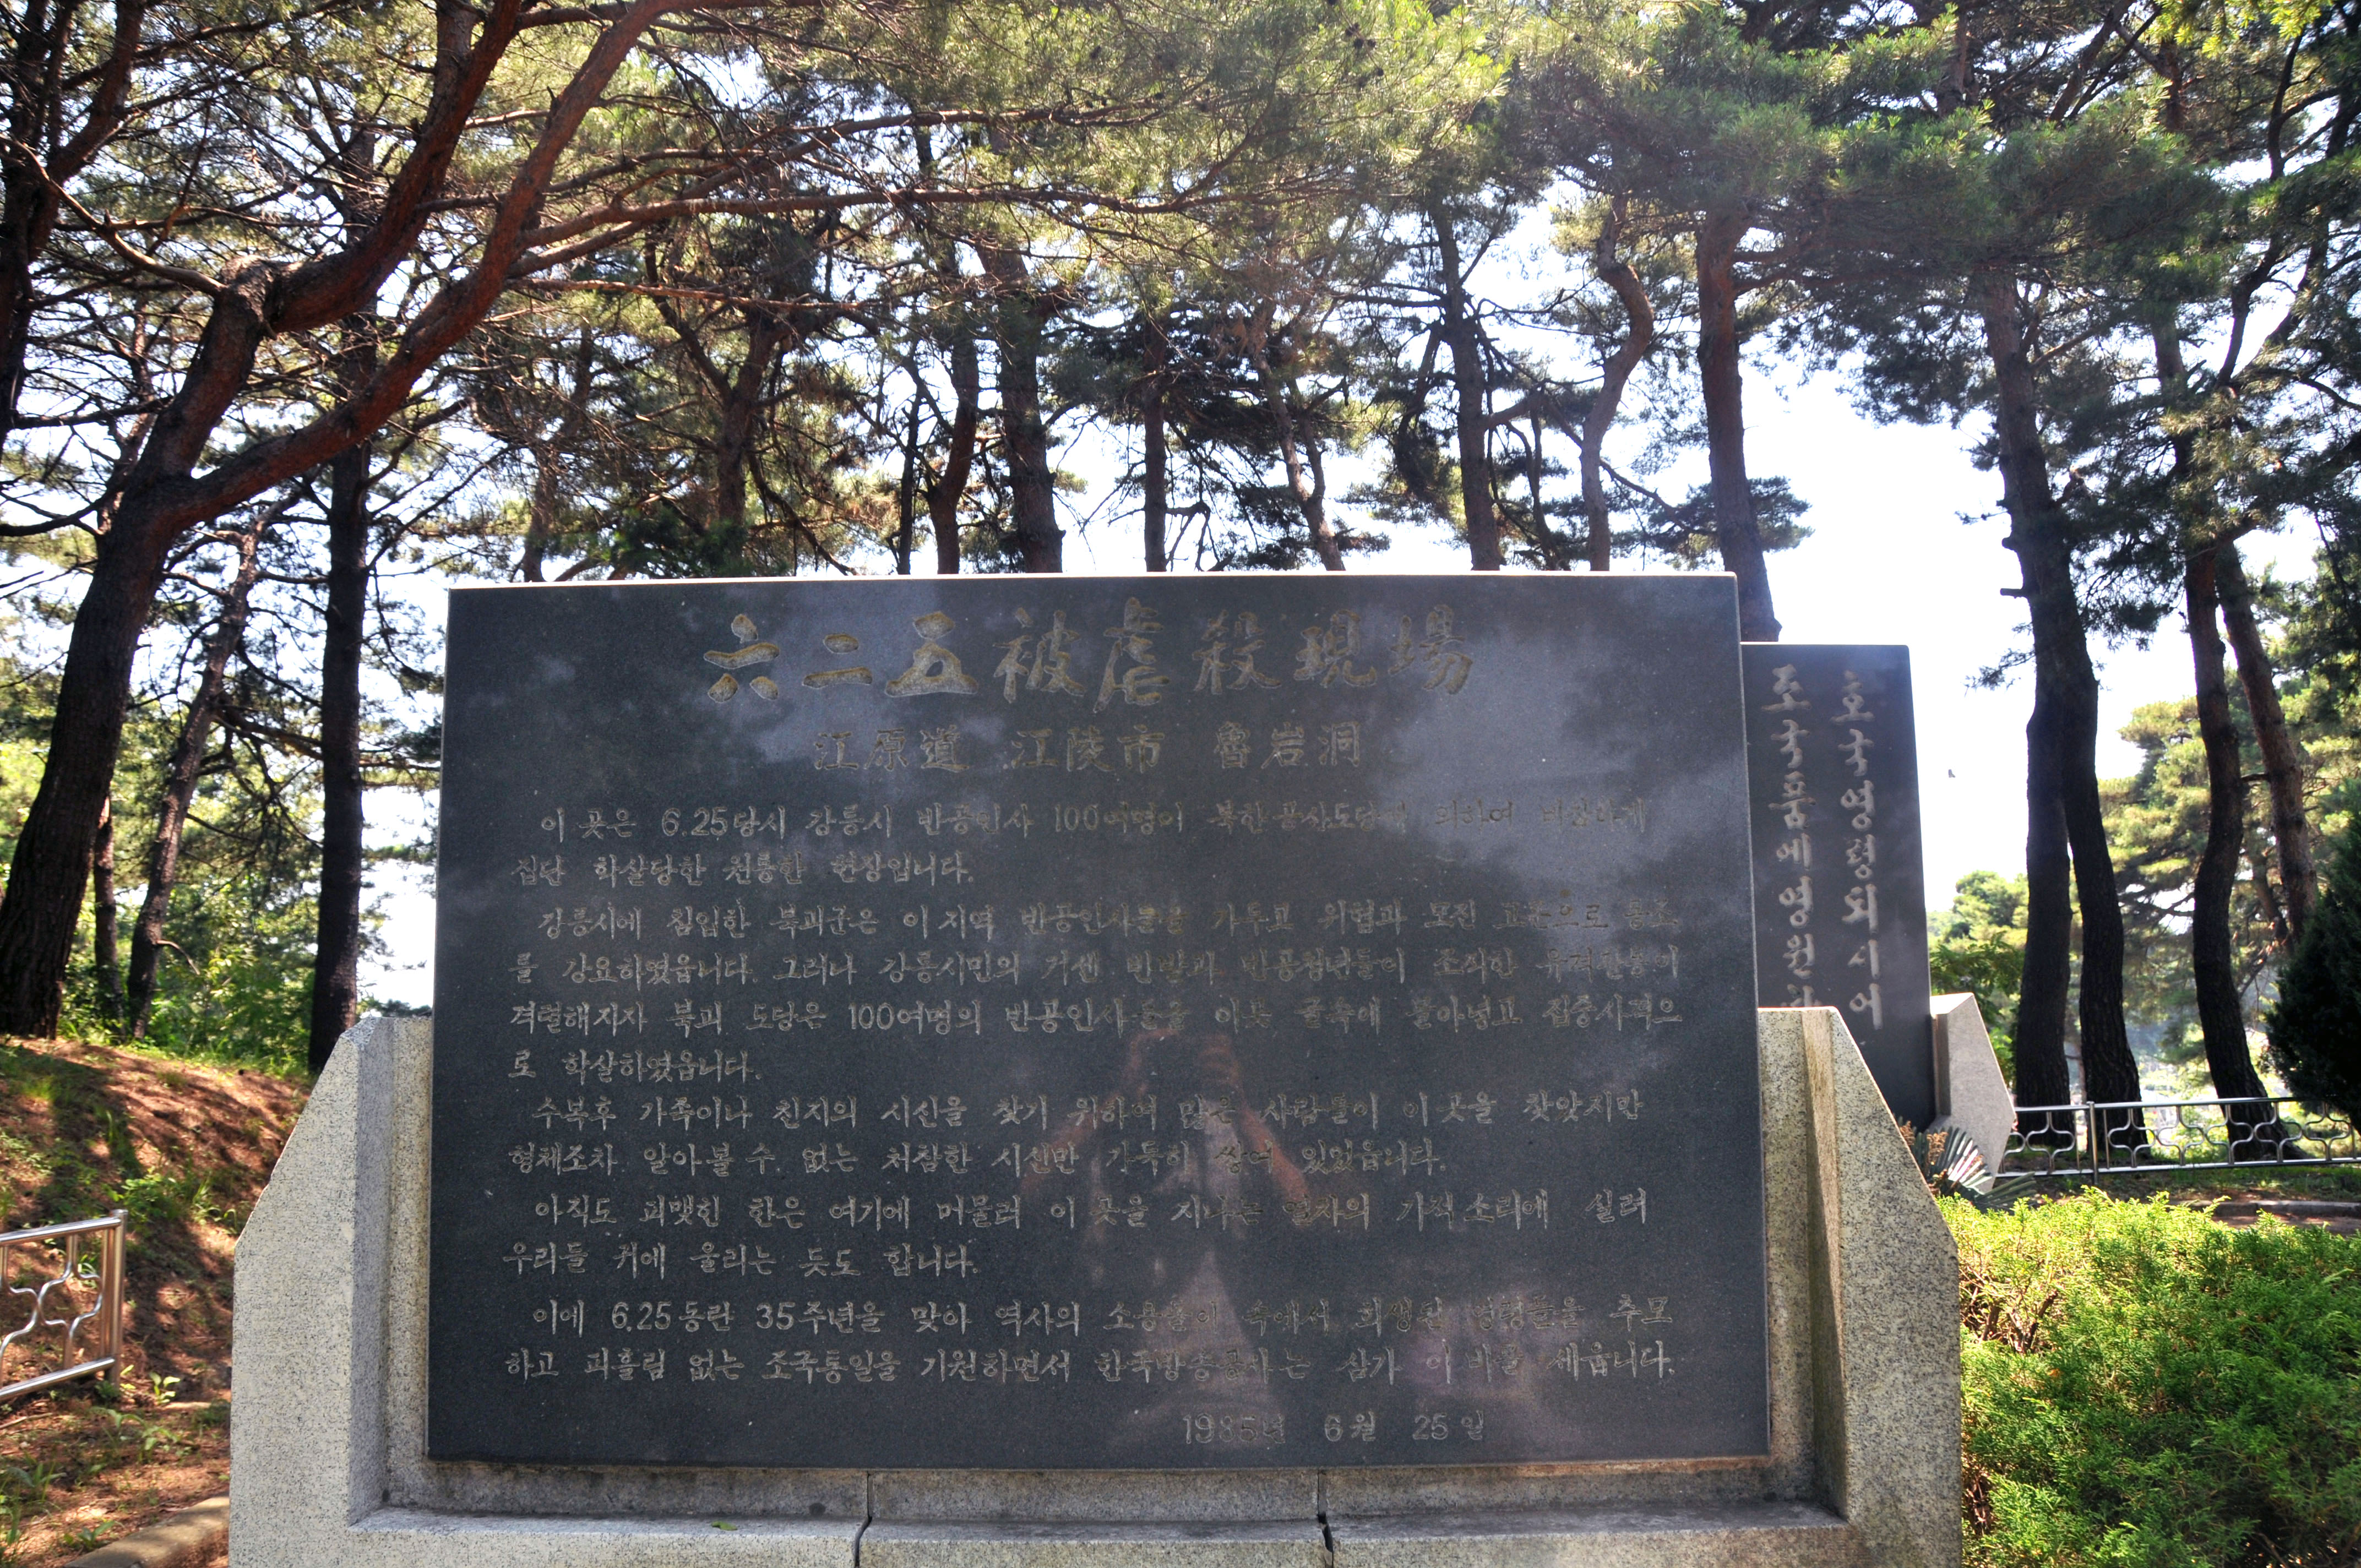 六二五被虐殺現場
江原道 江陵市 魯岩洞
이 곳은 6.25당시 강릉시 반공인사 100여명이 북한공산도당에 의하여 비참하게
집단 학살당한 원통한 현장입니다.
강릉시에 침입한 북괴군은 이 지역 반공인사들을 가두고 위협과 모진 고문으로 동조
를 강요하였읍니다. 그러나 강릉시민의 거센 반발과 반공청년들이 조직한 유격활동이
격렬해지자 북괴 도당은 100여명의 반공인사들을 이곳 굴속에 몰아넣고 집중사격으
로 학살하였읍니다.
수복후 가족이나 친지의 시신을 찾기 위하여 많은 사람들이 이 곳을 찾았지만
형체조차 알아볼 수 없는 처참한 시신만 가득히 쌓여 있었읍니다.
아직도 피맺힌 한은 여기에 머물러 이 곳을 지나는 열차의 기적 소리에 실려
우리들 귀에 울리는 듯도 합니다.
이에 6.25동란 35주년을 맞아 역사의 소용돌이 속에서 희생된 영령들을 추모
하고 피흘림 없는 조국통일을 기원하면서 한국방송공사는 삼가 이 비를 세웁니다.
1985년 6월 25일
호국영령되시어
조국품에영원한